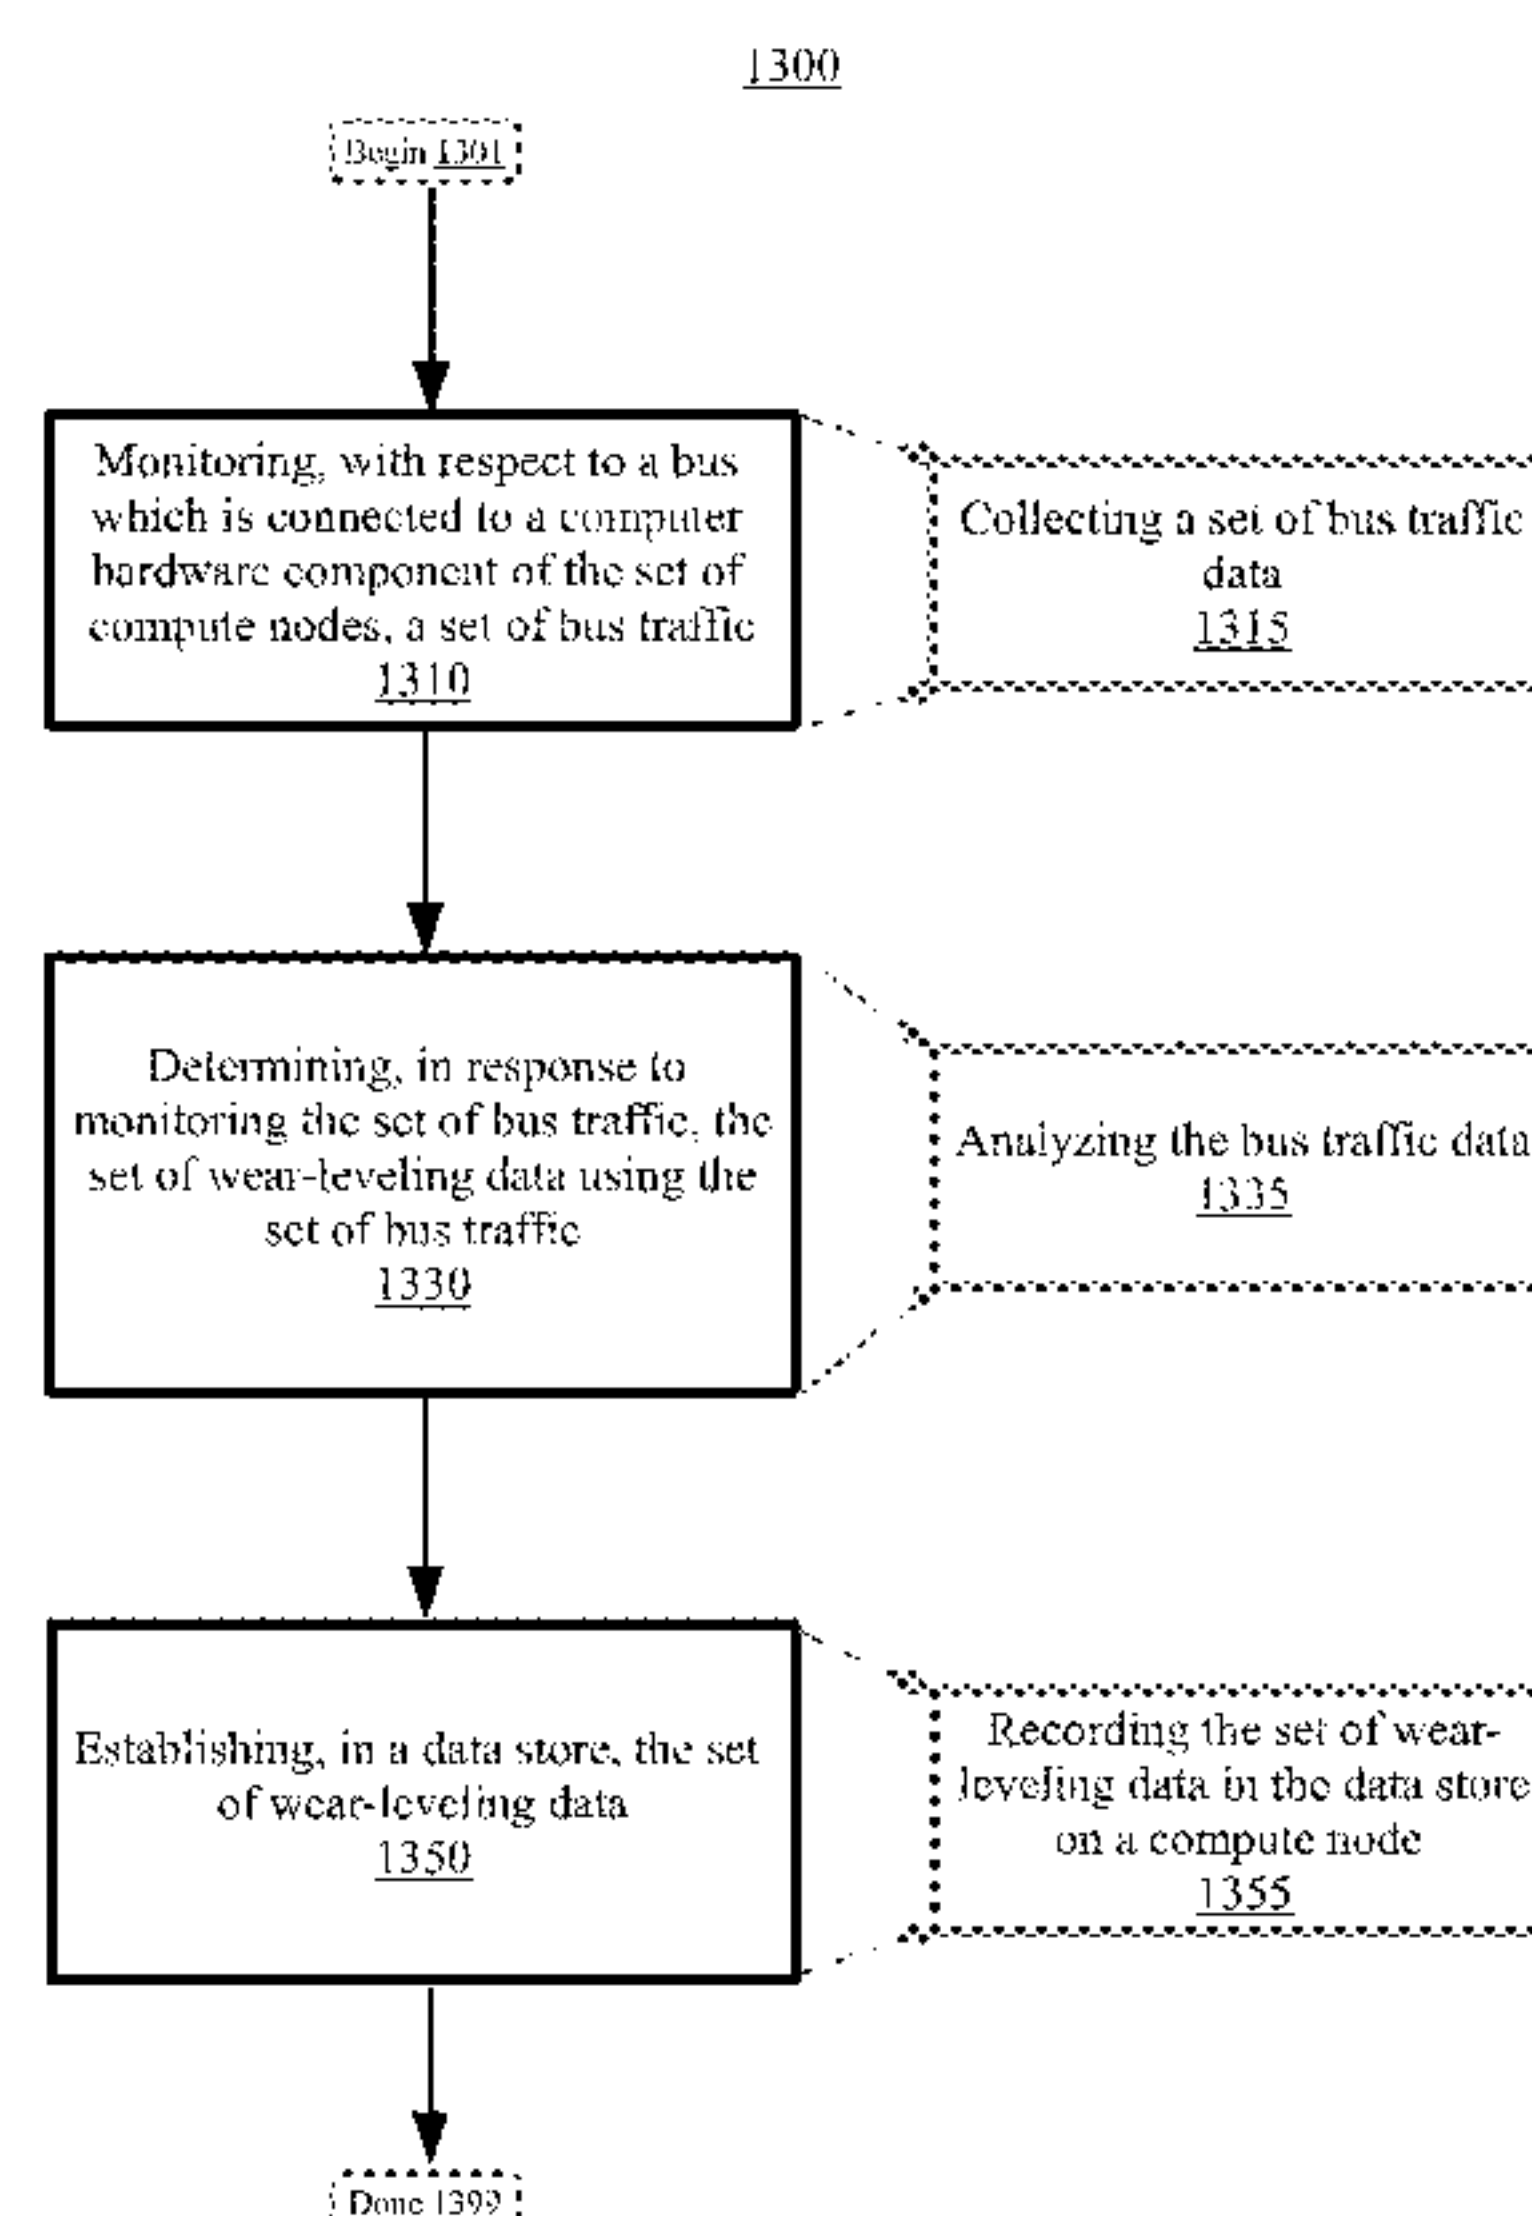 1300
Begin 1301
Monitoring, with respect to a bus
which is connected to a computer
hardware component of the set of
compute nodes, a set of bus traffic
1310
Collecting a set of bus traffic
data
1315
Determining, in response to
monitoring the set of bus traffic, the
set of wear-leveling data using the
set of bus traffic
1330
Analyzing the bus traffic data
1335
Establishing, in a data store, the set
of wear-leveling data
1350
Recording the set of wear-
leveling data in the data store
on a compute node
1355
Done 1399